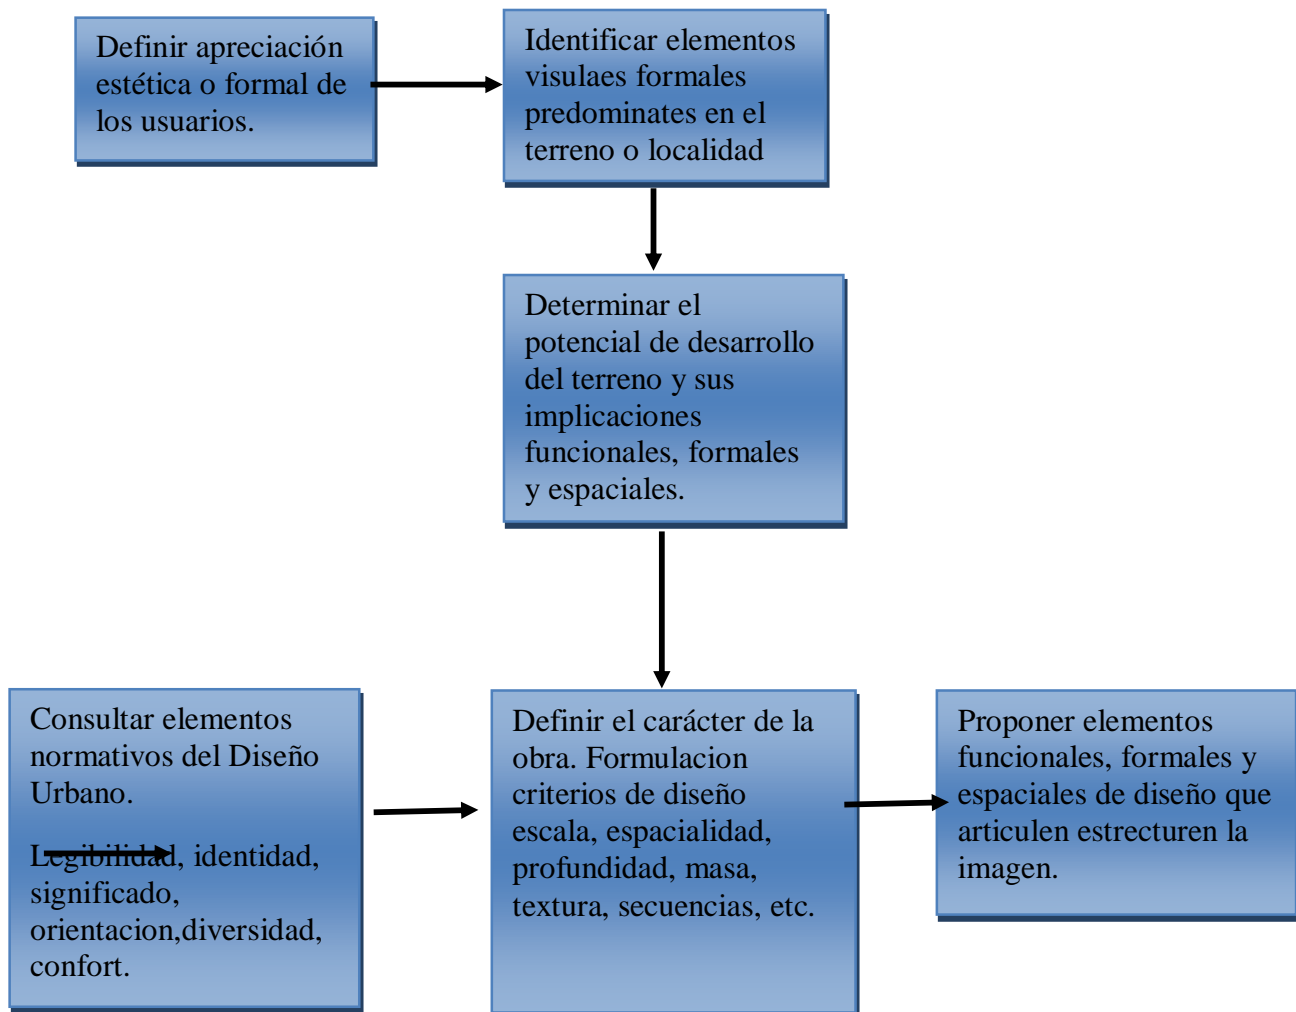 Definir apreciación
estética o formal de
los usuarios.
Identificar elementos
visulaes formales
predominates en el
terreno o localidad
Determinar el
potencial de desarrollo
del terreno y sus
implicaciones
funcionales, formales
y espaciales.
Consultar elementos
normativos del Diseño
Urbano.
Legibilidad, identidad,
significado,
orientacion,diversidad,
confort.
Definir el carácter de la
obra. Formulacion
criterios de diseño
escala, espacialidad,
profundidad, masa,
textura, secuencias, etc.
Proponer elementos
funcionales, formales y
espaciales de diseño que
articulen estrecturen la
imagen.